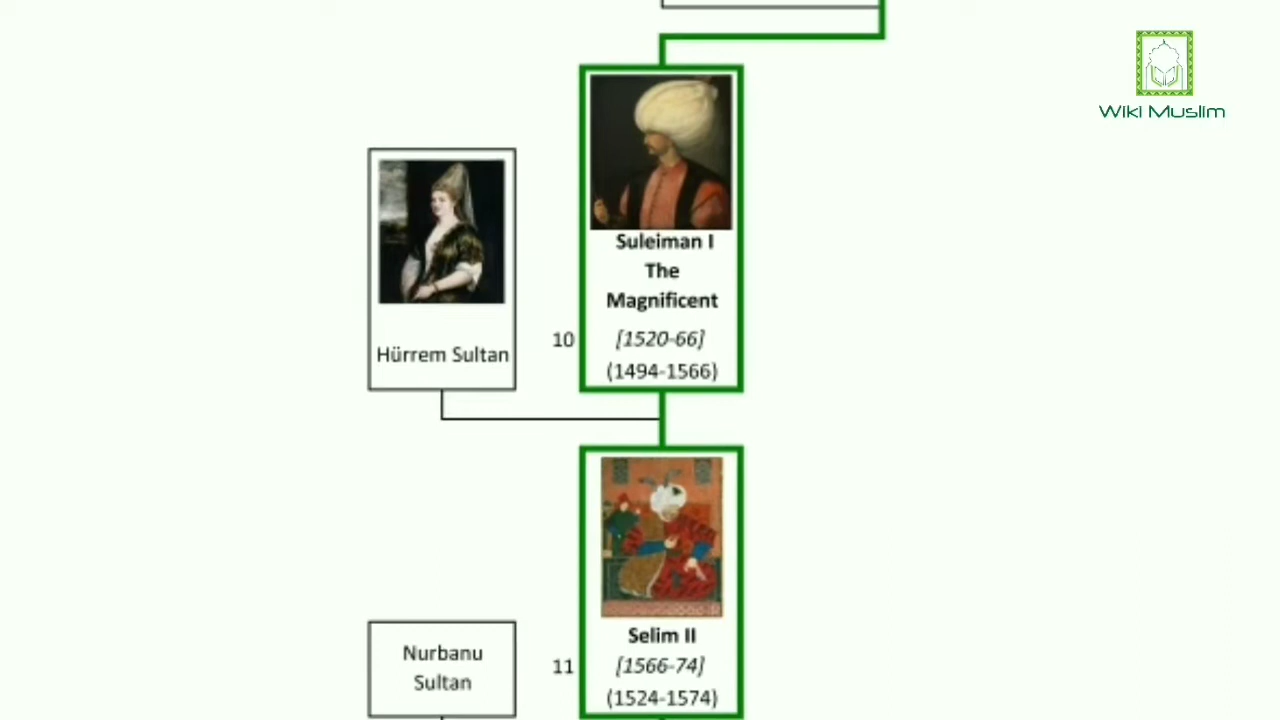 Wiki Muslim
Suleiman I
The
Magnificent
10
[1520-66]
(1494-1566)
Hürrem Sultan
Selim II
11
[1566-74]
(1524-1574)
Nurbanu
Sultan